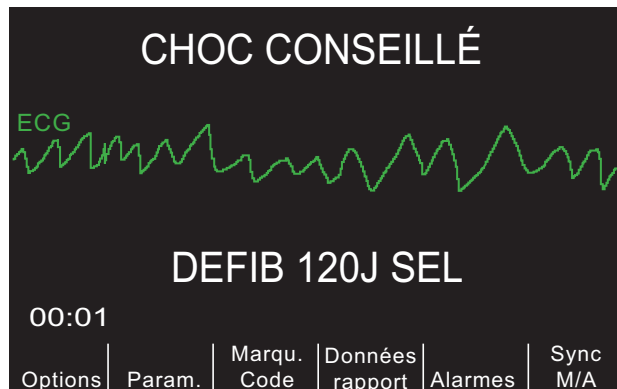 CHOC CONSEILLÉ
ECG
DEFIB 120J SEL
00:01
Options
Param.
Marqu.
Code
Données
rapport
Alarmes
Sync
M/A